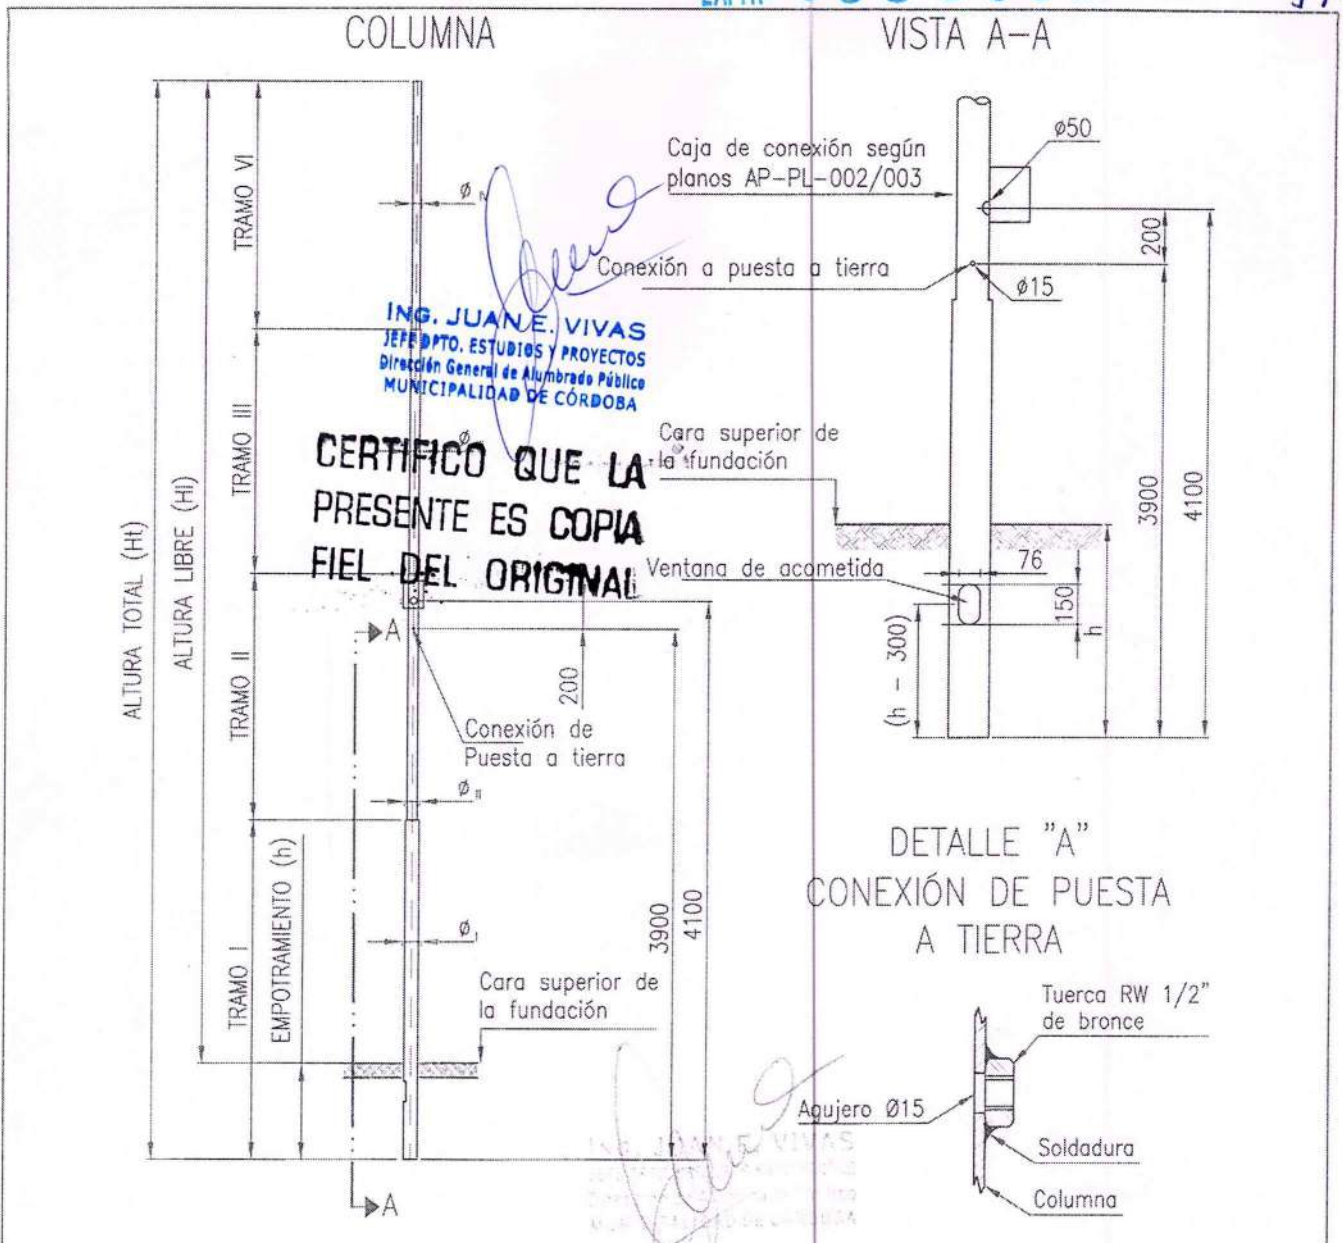 COLUMNA
VISTA A-A
TRAMO VI
TRAMO III
TRAMO II
TRAMO I
ALTURA TOTAL (Ht)
ALTURA LIBRE (Hl)
EMPOTRAMIENTO (h)
Caja de conexión según
planos AP-PL-002/003
ø50
200
Conexión a puesta a tierra
ø15
ING. JUAN E. VIVAS
JEFE DPTO. ESTUDIOS Y PROYECTOS
Dirección General de Alumbrado Público
MUNICIPALIDAD DE CÓRDOBA
CERTIFICO QUE LA
PRESENTE ES COPIA
FIEL DEL ORIGINAL
Cara superior de
la fundación
3900
4100
Ventana de acometida
76
150
h
(h - 300)
A
200
Conexión de
Puesta a tierra
ø II
ø I
3900
4100
Cara superior de
la fundación
A
DETALLE "A"
CONEXIÓN DE PUESTA
A TIERRA
Tuerca RW 1/2"
de bronce
Agujero Ø15
Soldadura
Columna
ING. JUAN E. VIVAS